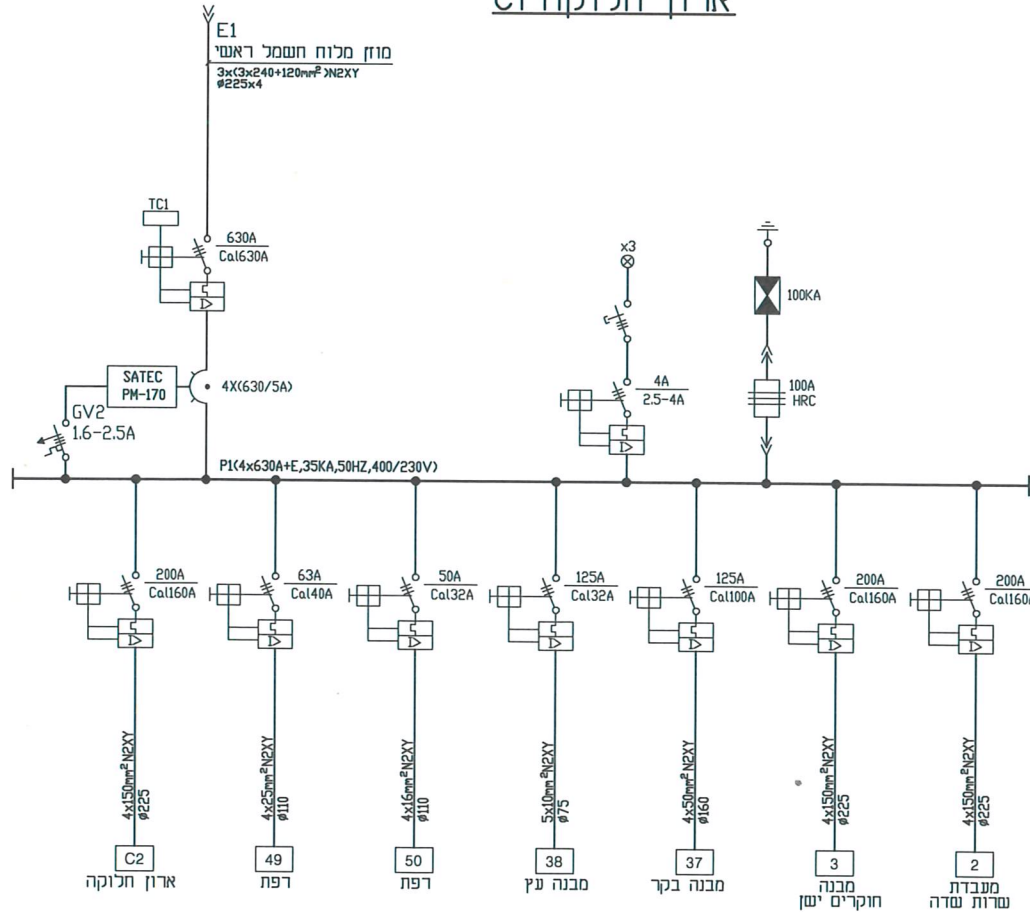 ארון חלוקה C1
E1
מוזן מלוח חשמל ראשי
3x(3x240+120mm²)N2XY
ø225x4
TC1
630A
Cal630A
SATEC
PM-170
4X(630/5A)
GV2
1.6-2.5A
x3
4A
2.5-4A
100KA
100A
HRC
P1(4x630A+E,35KA,50HZ,400/230V)
200A
Cal160A
63A
Cal40A
50A
Cal32A
125A
Cal32A
125A
Cal100A
200A
Cal160A
200A
Cal160A
4x150mm²N2XY
ø225
4x25mm²N2XY
ø110
4x16mm²N2XY
ø110
5x10mm²N2XY
ø75
4x50mm²N2XY
ø160
4x150mm²N2XY
ø225
4x150mm²N2XY
ø225
C2
ארון חלוקה
49
רפת
50
רפת
38
מבנה עץ
37
מבנה בקר
3
מבנה
חוקרים ישן
2
מעבדת
שרות שדה